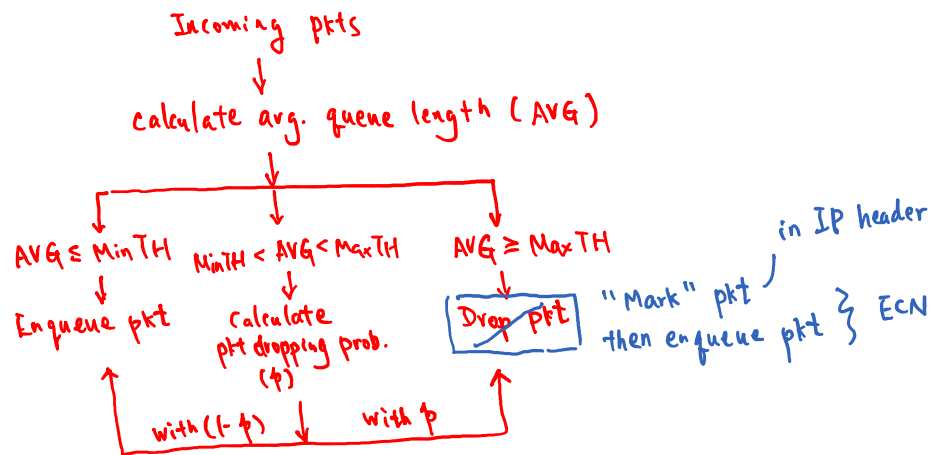 Incoming pkts
calculate avg. queue length (AVG)
AVG ≤ MinTH
MinTH < AVG < MaxTH
AVG ≥ MaxTH
in IP header
Enqueue pkt
Calculate
pkt dropping prob.
(p)
Drop pkt
"Mark" pkt
then enqueue pkt } ECN
with (1-p)
with p